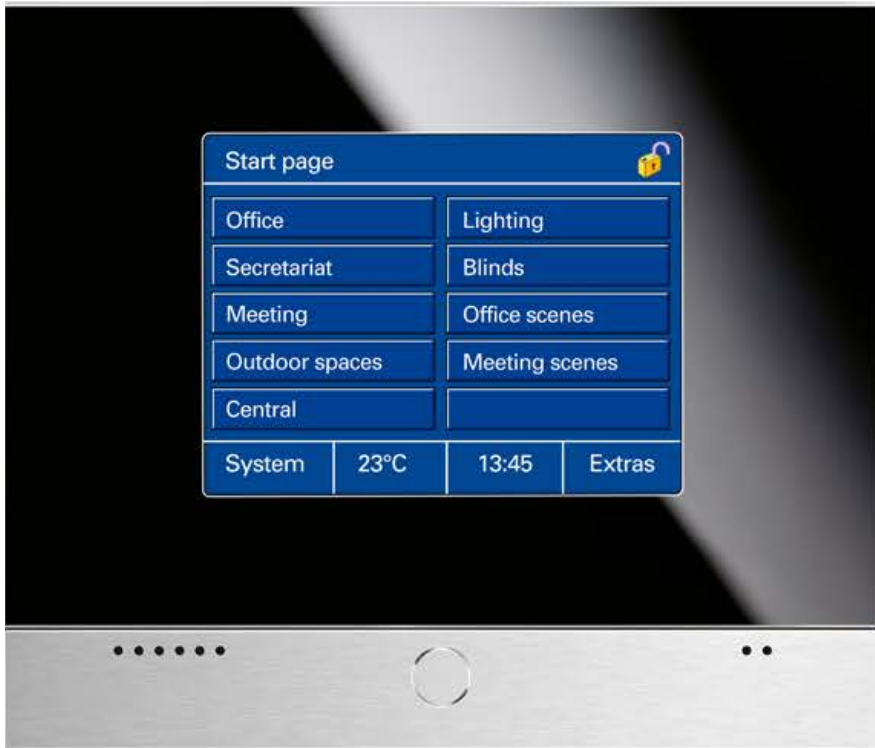 Start page
Office
Lighting
Secretariat
Blinds
Meeting
Office scenes
Outdoor spaces
Meeting scenes
Central
System
23°C
13:45
Extras